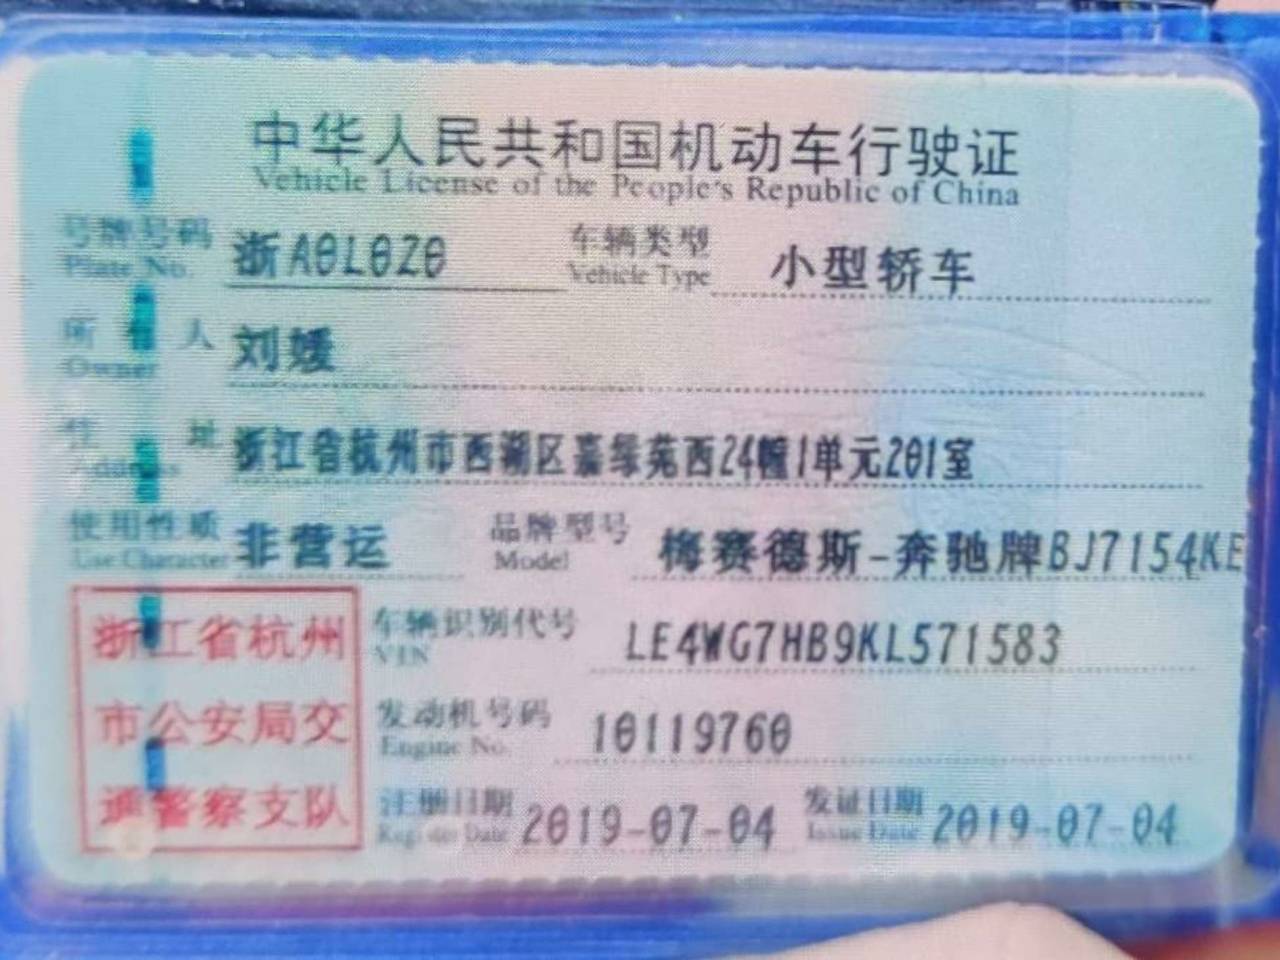 中华人民共和国机动车行驶证
Vehicle License of the People's Republic of China
号牌号码 浙A0L0Z0 车辆类型 小型轿车
Plate No. Vehicle Type
所有人 刘媛
Owner
住址 浙江省杭州市西湖区嘉绿苑西24幢1单元201室
Address
使用性质 非营运 品牌型号 梅赛德斯-奔驰牌BJ7154KE
Use Character Model
浙江省杭州 车辆识别代号 LE4WG7HB9KL571583
VIN
市公安局交 发动机号码 10119760
Engine No.
通警察支队 注册日期 2019-07-04 发证日期 2019-07-04
Register Date Issue Date